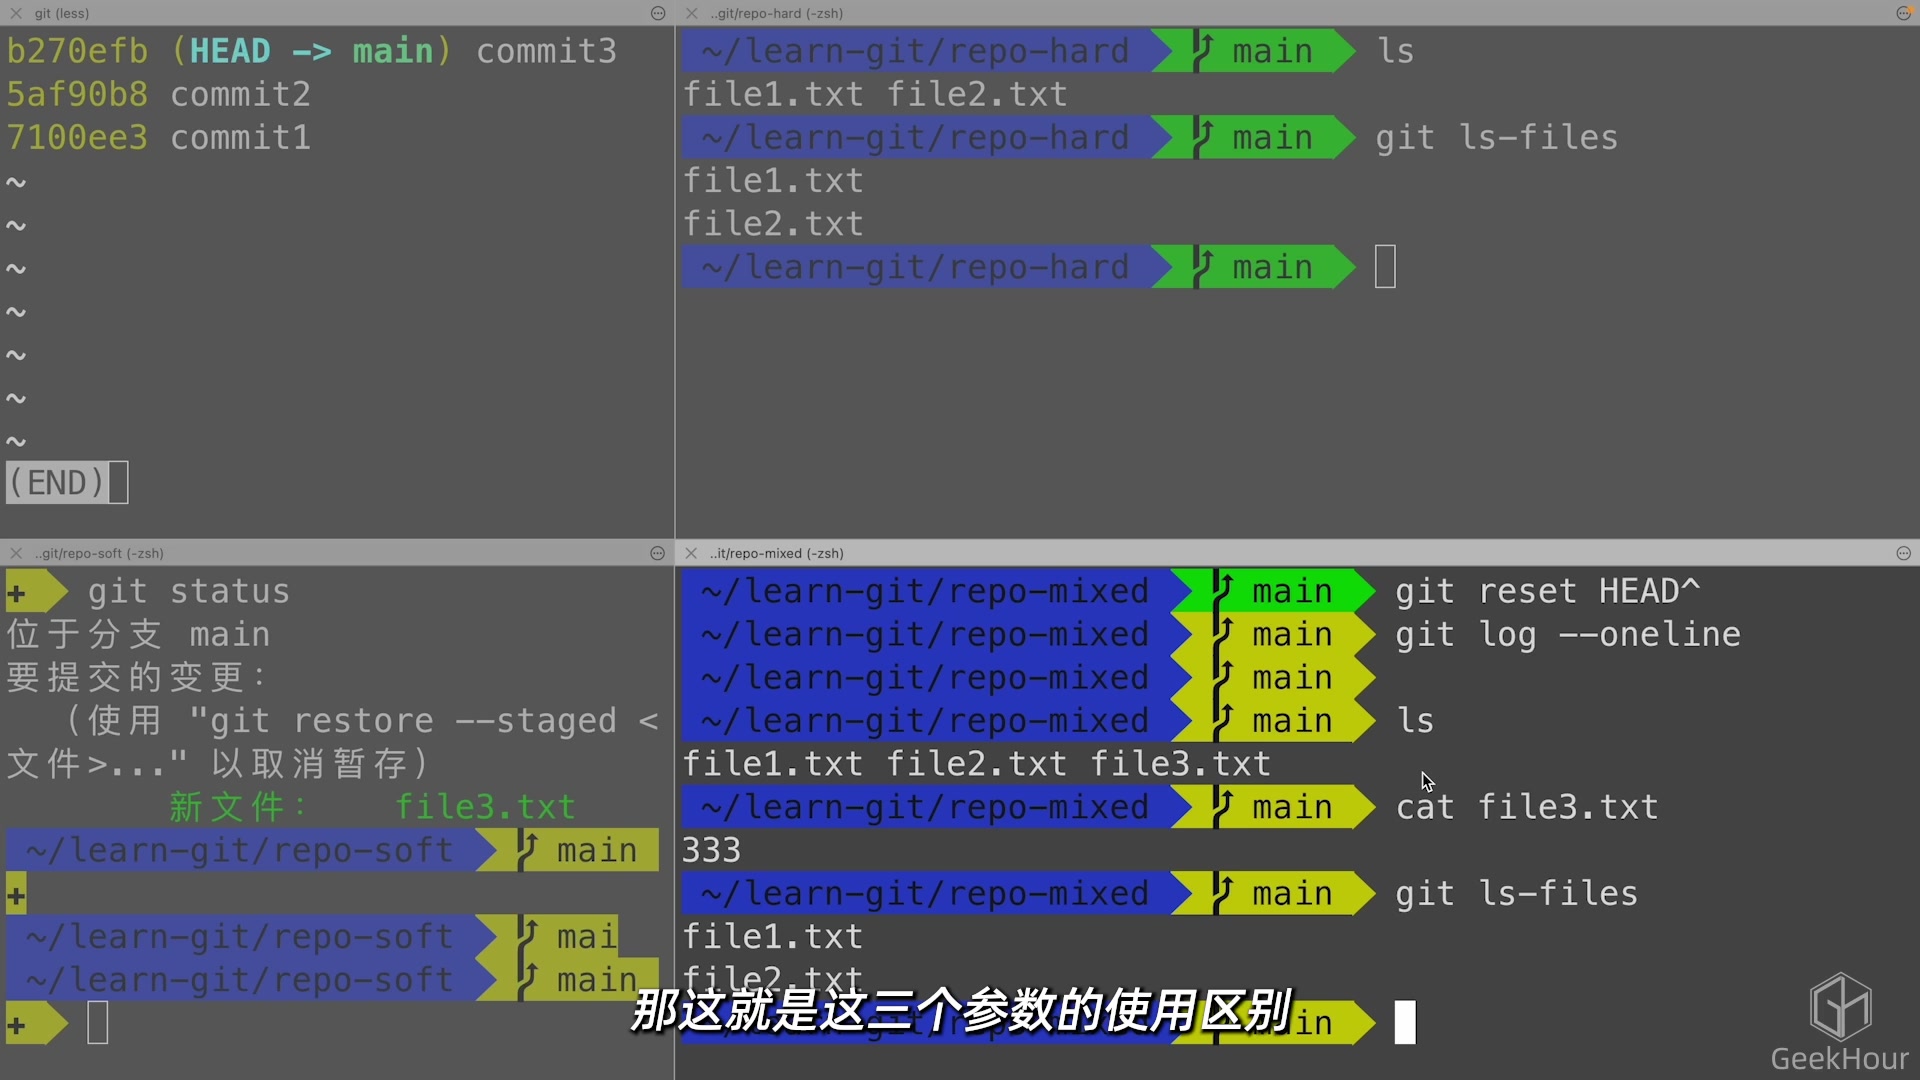 git (less)
b270efb (HEAD -> main) commit3
5af90b8 commit2
7100ee3 commit1
~
~
~
~
~
~
~
(END)
..git/repo-hard (-zsh)
~/learn-git/repo-hard main ls
file1.txt file2.txt
~/learn-git/repo-hard main git ls-files
file1.txt
file2.txt
~/learn-git/repo-hard main
..git/repo-soft (-zsh)
+ git status
位于分支 main
要提交的变更：
（使用 "git restore --staged <
文件>..." 以取消暂存）
新文件： file3.txt
~/learn-git/repo-soft main
+
~/learn-git/repo-soft mai
~/learn-git/repo-soft main
+
..it/repo-mixed (-zsh)
~/learn-git/repo-mixed main git reset HEAD^
~/learn-git/repo-mixed main git log --oneline
~/learn-git/repo-mixed main
~/learn-git/repo-mixed main ls
file1.txt file2.txt file3.txt
~/learn-git/repo-mixed main cat file3.txt
333
~/learn-git/repo-mixed main git ls-files
file1.txt
file2.txt
那这就是这三个参数的使用区别
GeekHour